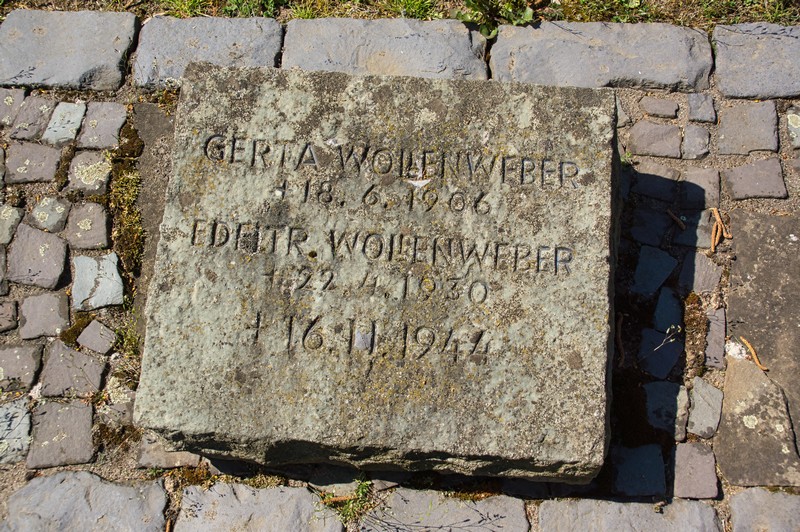 GERTA WOLLENWEBER
18. 6. 1906
EDELTR. WOLLENWEBER
22. 4. 1930
† 16. 11. 1944